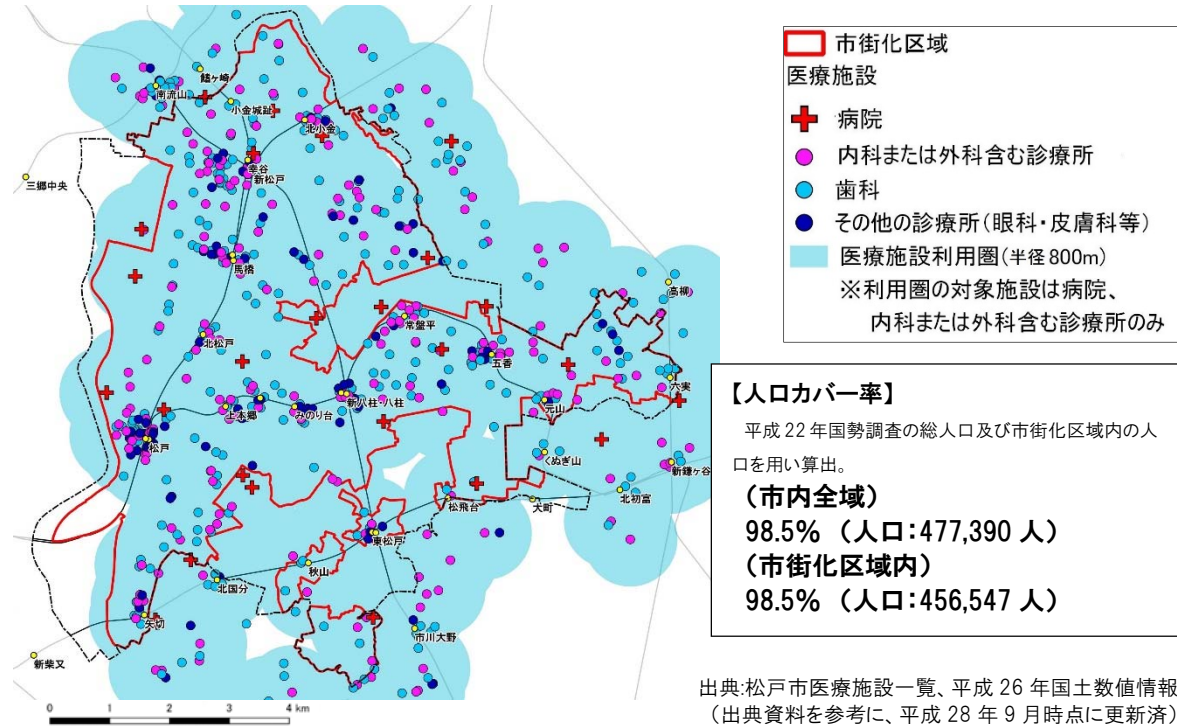 鰭ヶ崎
南流山
小金城趾
北小金
三郷中央
幸谷
新松戸
馬橋
高柳
常盤平
北松戸
五香
六実
元山
上本郷
みのり台
新八柱・八柱
松戸
くぬぎ山
新鎌ヶ谷
北初富
松飛台
大町
東松戸
秋山
北国分
矢切
市川大野
新柴又
0 1 2 3 4 km
市街化区域
医療施設
病院
内科または外科含む診療所
歯科
その他の診療所(眼科・皮膚科等)
医療施設利用圏(半径800m)
※利用圏の対象施設は病院、
内科または外科含む診療所のみ
【人口カバー率】
平成22年国勢調査の総人口及び市街化区域内の人
口を用い算出。
(市内全域)
98.5% (人口:477,390人)
(市街化区域内)
98.5% (人口:456,547人)
出典:松戸市医療施設一覧、平成26年国土数値情報
(出典資料を参考に、平成28年9月時点に更新済)